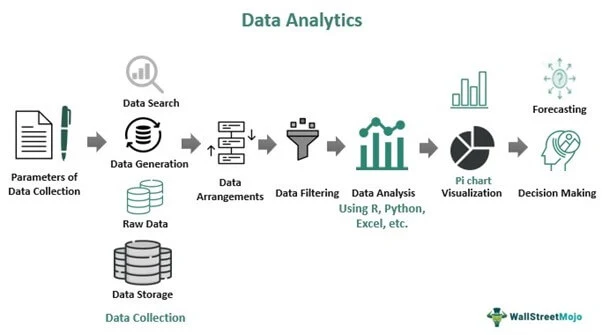 Data Analytics
Parameters of
Data Collection
Data Search
Data Generation
Raw Data
Data Storage
Data Collection
Data
Arrangements
Data Filtering
Data Analysis
Using R, Python,
Excel, etc.
Pi chart
Visualization
Forecasting
?
Decision Making
WallStreetMojo